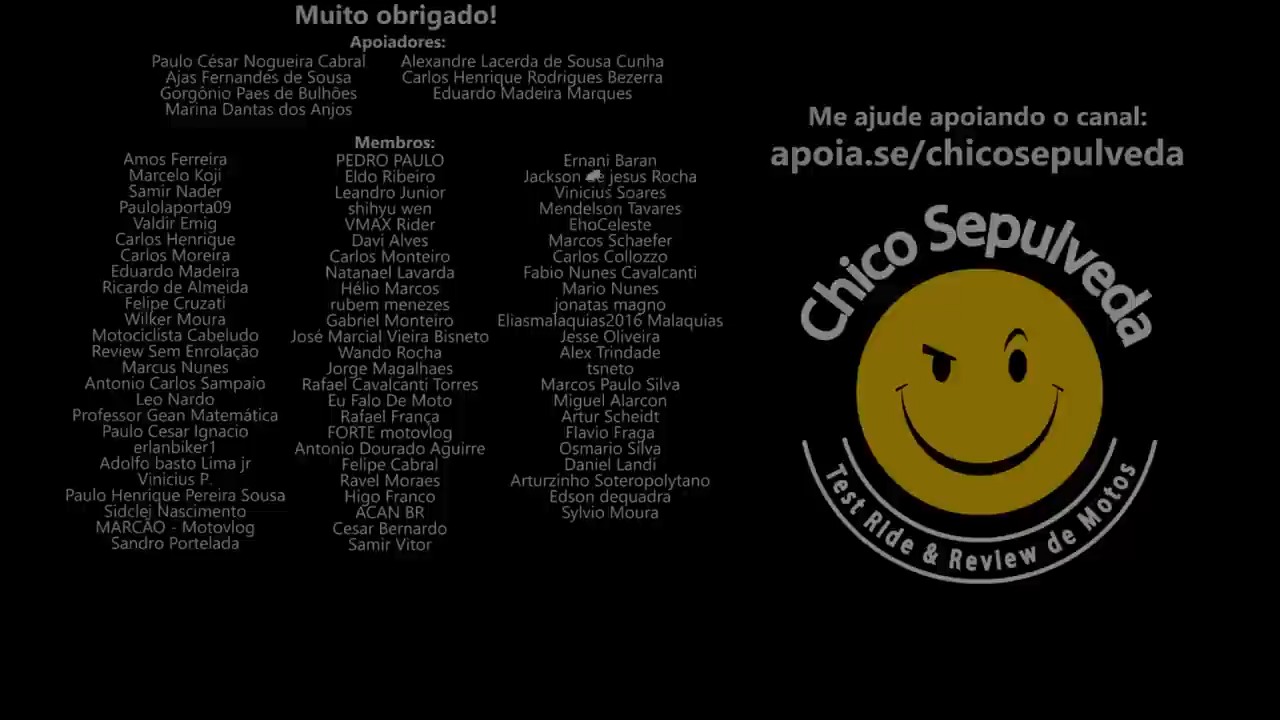 Muito obrigado!
Apoiadores:
Paulo César Nogueira Cabral
Ajas Fernandes de Sousa
Gorgônio Paes de Bulhões
Marina Dantas dos Anjos
Alexandre Lacerda de Sousa Cunha
Carlos Henrique Rodrigues Bezerra
Eduardo Madeira Marques
Membros:
Amos Ferreira
Marcelo Koji
Samir Nader
Paulolaporta09
Valdir Emig
Carlos Henrique
Carlos Moreira
Eduardo Madeira
Ricardo de Almeida
Felipe Cruzati
Wilker Moura
Motociclista Cabeludo
Review Sem Enrolação
Marcus Nunes
Antonio Carlos Sampaio
Leo Nardo
Professor Gean Matemática
Paulo Cesar Ignacio
erlanbiker1
Adolfo basto Lima jr
Vinicius P.
Paulo Henrique Pereira Sousa
Sidclei Nascimento
MARCÃO - Motovlog
Sandro Portelada
PEDRO PAULO
Eldo Ribeiro
Leandro Junior
shihyu wen
VMAX Rider
Davi Alves
Carlos Monteiro
Natanael Lavarda
Hélio Marcos
rubem menezes
Gabriel Monteiro
José Marcial Vieira Bisneto
Wando Rocha
Jorge Magalhaes
Rafael Cavalcanti Torres
Eu Falo De Moto
Rafael França
FORTE motovlog
Antonio Dourado Aguirre
Felipe Cabral
Ravel Moraes
Higo Franco
ACAN BR
Cesar Bernardo
Samir Vitor
Ernani Baran
Jackson de jesus Rocha
Vinicius Soares
Mendelson Tavares
EhoCeleste
Marcos Schaefer
Carlos Collozzo
Fabio Nunes Cavalcanti
Mario Nunes
jonatas magno
Eliasmalaquias2016 Malaquias
Jesse Oliveira
Alex Trindade
tsneto
Marcos Paulo Silva
Miguel Alarcon
Artur Scheidt
Flavio Fraga
Osmario Silva
Daniel Landi
Arturzinho Soteropolytano
Edson dequadra
Sylvio Moura
Me ajude apoiando o canal:
apoia.se/chicosepulveda
Chico Sepulveda
Test Ride & Review de Motos